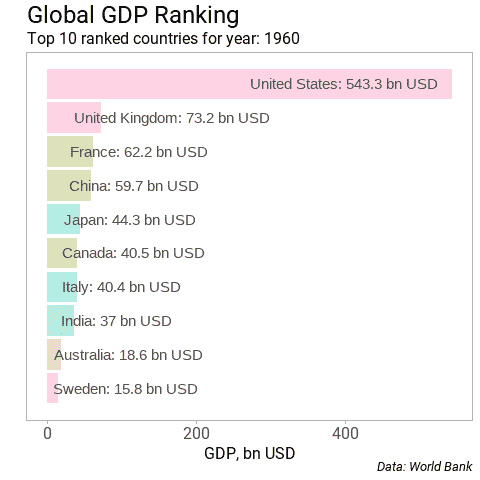 Global GDP Ranking
Top 10 ranked countries for year: 1960
United States: 543.3 bn USD
United Kingdom: 73.2 bn USD
France: 62.2 bn USD
China: 59.7 bn USD
Japan: 44.3 bn USD
Canada: 40.5 bn USD
Italy: 40.4 bn USD
India: 37 bn USD
Australia: 18.6 bn USD
Sweden: 15.8 bn USD
0 200 400
GDP, bn USD
Data: World Bank